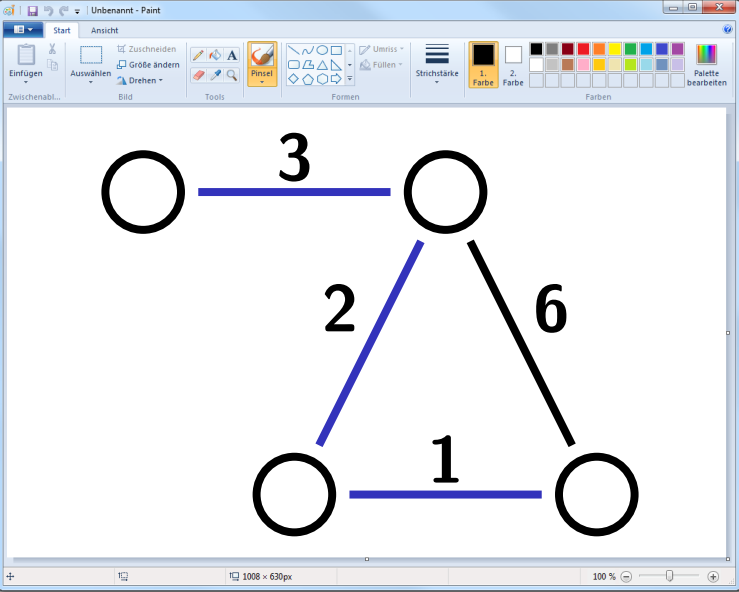 Unbenannt - Paint
Start
Ansicht
Einfügen
Auswählen
Zuschneiden
Größe ändern
Drehen
A
Pinsel
Umriss
Füllen
Strichstärke
1.
Farbe
2.
Farbe
Palette
bearbeiten
Zwischenabl...
Bild
Tools
Formen
Farben
3
2
6
1
1008 × 630px
100 %